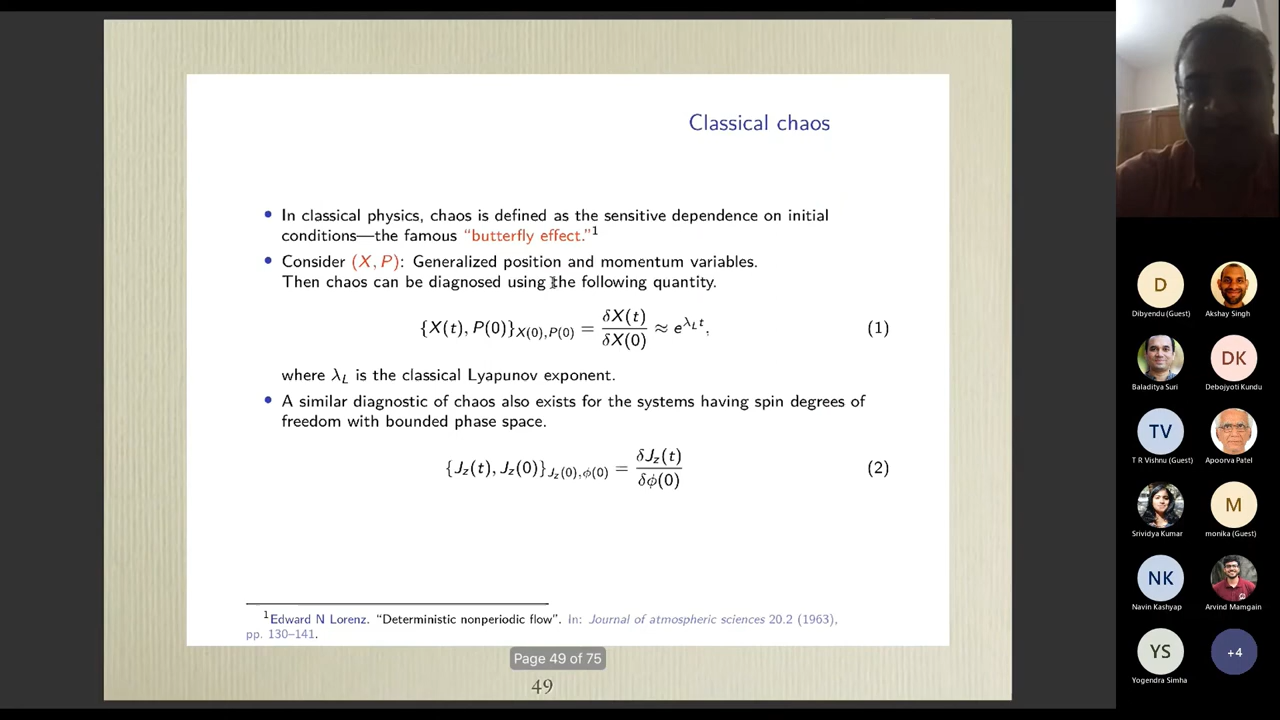 Classical chaos
• In classical physics, chaos is defined as the sensitive dependence on initial
conditions—the famous “butterfly effect.”¹
• Consider (X, P): Generalized position and momentum variables.
Then chaos can be diagnosed using the following quantity.
{X(t), P(0)}_{X(0),P(0)} = δX(t)/δX(0) ≈ e^{λ_L t}, (1)
where λ_L is the classical Lyapunov exponent.
• A similar diagnostic of chaos also exists for the systems having spin degrees of
freedom with bounded phase space.
{J_z(t), J_z(0)}_{J_z(0),φ(0)} = δJ_z(t)/δφ(0) (2)
¹Edward N Lorenz. “Deterministic nonperiodic flow”. In: Journal of atmospheric sciences 20.2 (1963),
pp. 130–141.
Page 49 of 75
49
D
Dibyendu (Guest)
Akshay Singh
Baladitya Suri
DK
Debojyoti Kundu
TV
T R Vishnu (Guest)
Apoorva Patel
Srividya Kumar
M
monika (Guest)
NK
Navin Kashyap
Arvind Mamgain
YS
Yogendra Simha
+4